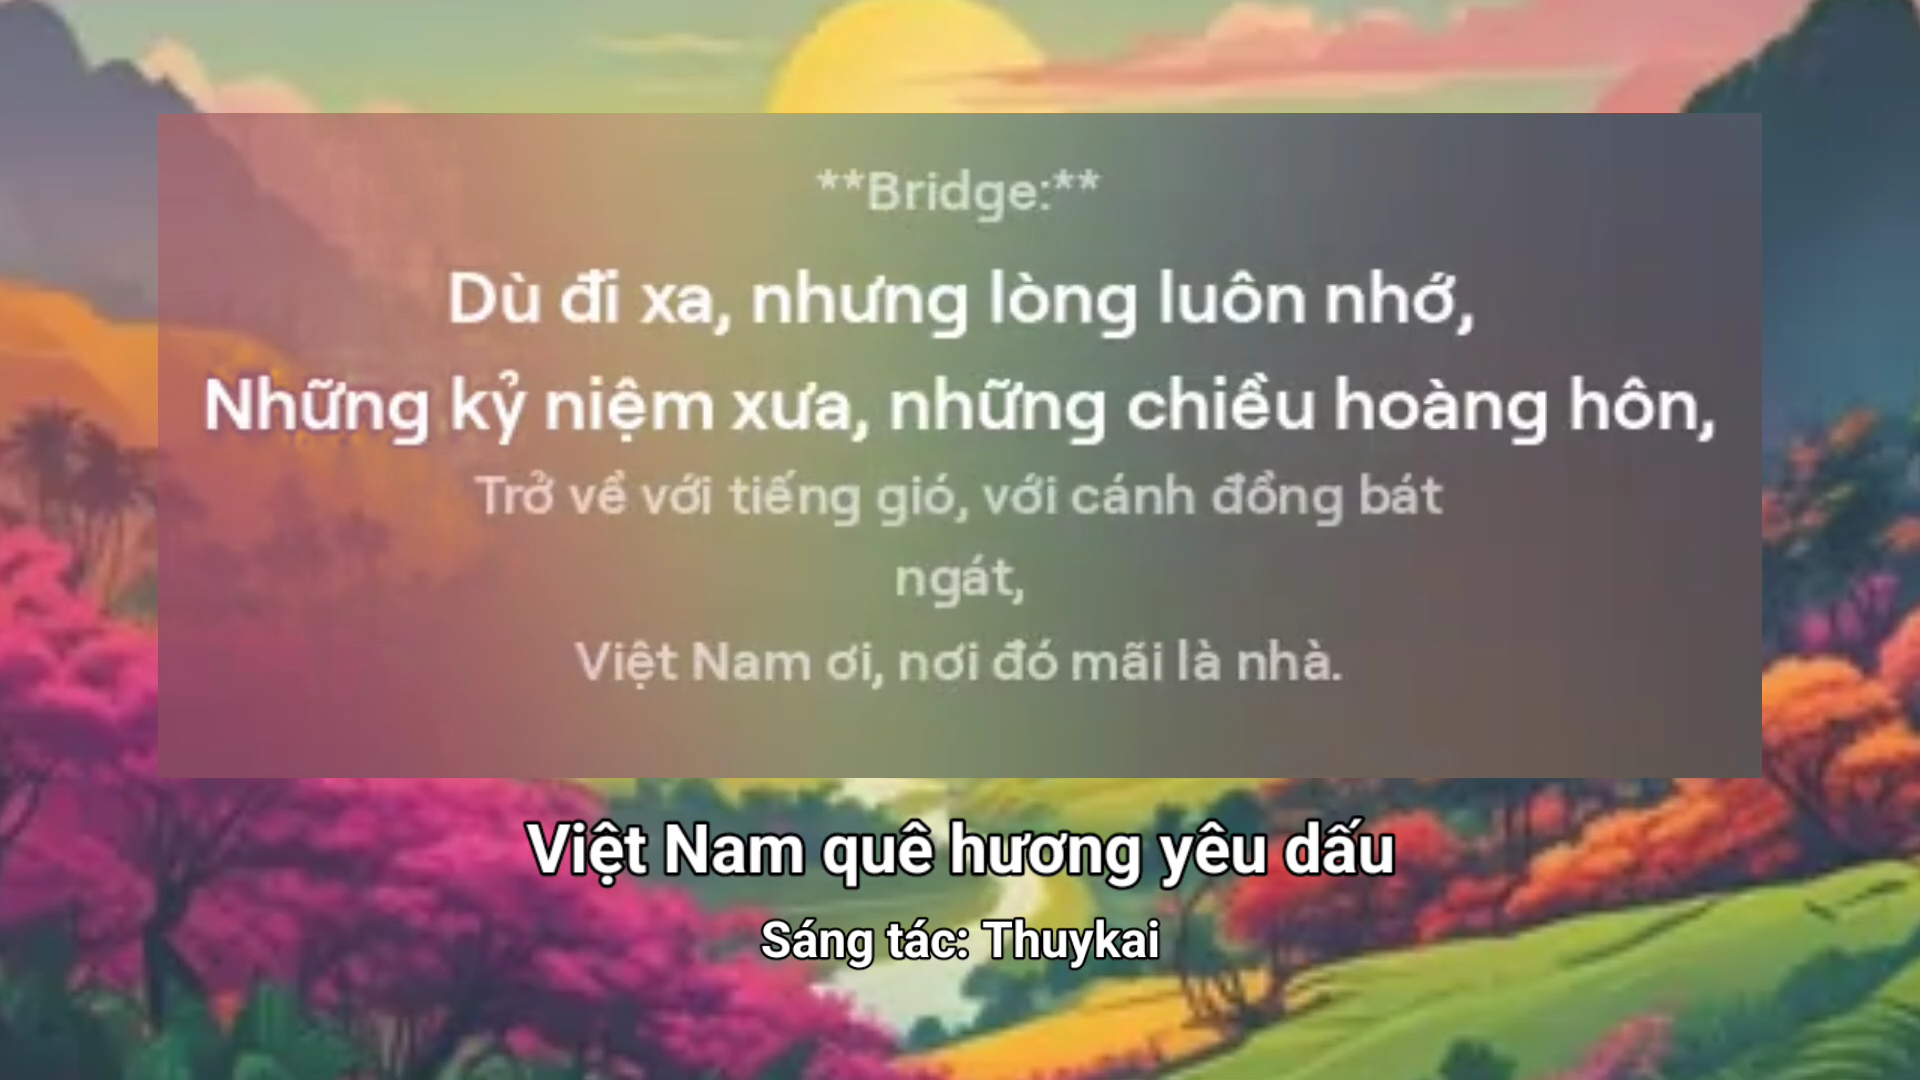 **Bridge:**
Dù đi xa, nhưng lòng luôn nhớ,
Những kỷ niệm xưa, những chiều hoàng hôn,
Trở về với tiếng gió, với cánh đồng bát
ngát,
Việt Nam ơi, nơi đó mãi là nhà.
Việt Nam quê hương yêu dấu
Sáng tác: Thuykai